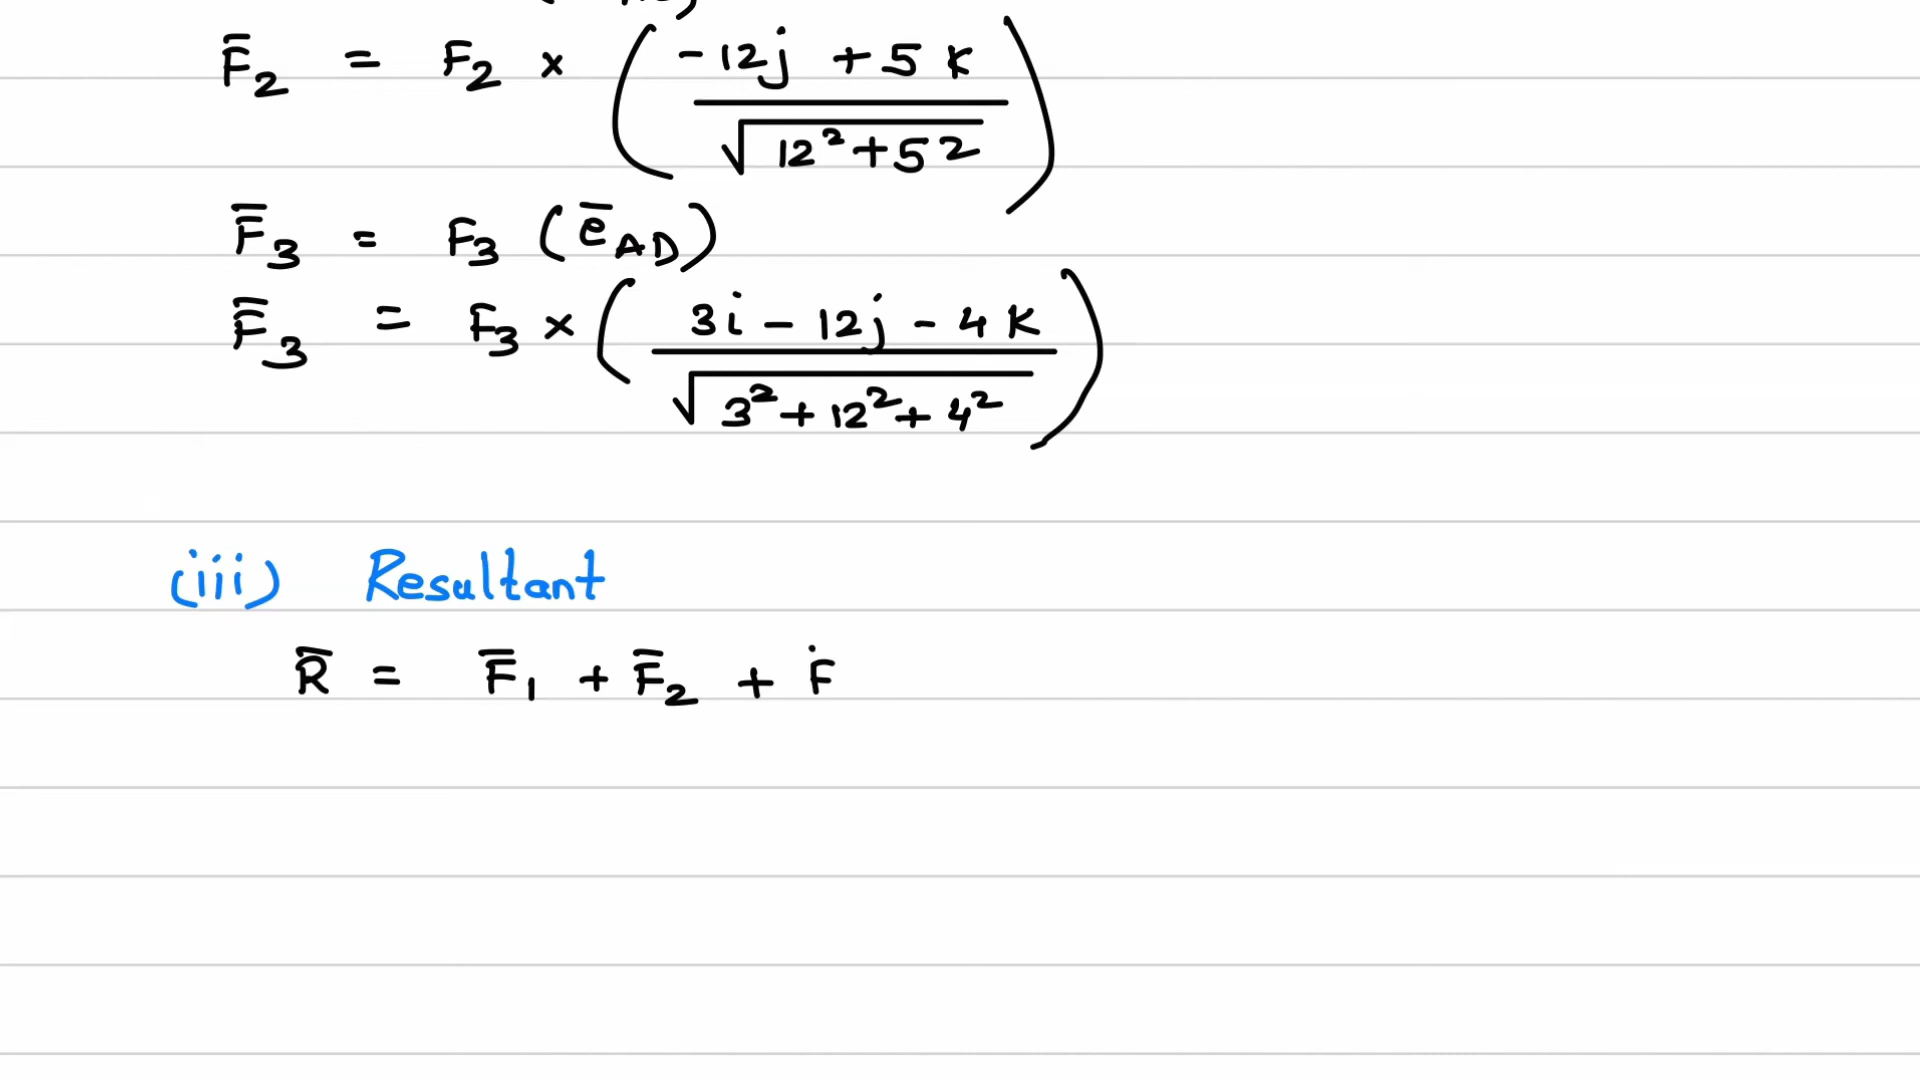 F̄₂ = F₂ × ( (-12j + 5k) / √(12² + 5²) )
F̄₃ = F₃ (ē_AD)
F̄₃ = F₃ × ( (3i - 12j - 4k) / √(3² + 12² + 4²) )
(iii) Resultant
R̄ = F̄₁ + F̄₂ + F